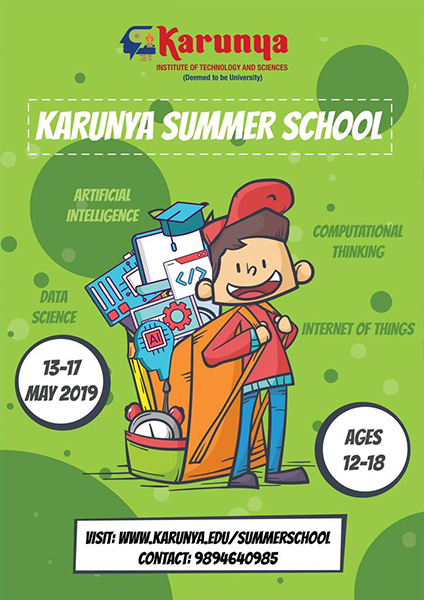 Karunya
INSTITUTE OF TECHNOLOGY AND SCIENCES
(Deemed to be University)
KARUNYA SUMMER SCHOOL
ARTIFICIAL
INTELLIGENCE
COMPUTATIONAL
THINKING
DATA
SCIENCE
INTERNET OF THINGS
</>
AI
13-17
MAY 2019
AGES
12-18
VISIT: WWW.KARUNYA.EDU/SUMMERSCHOOL
CONTACT: 9894640985